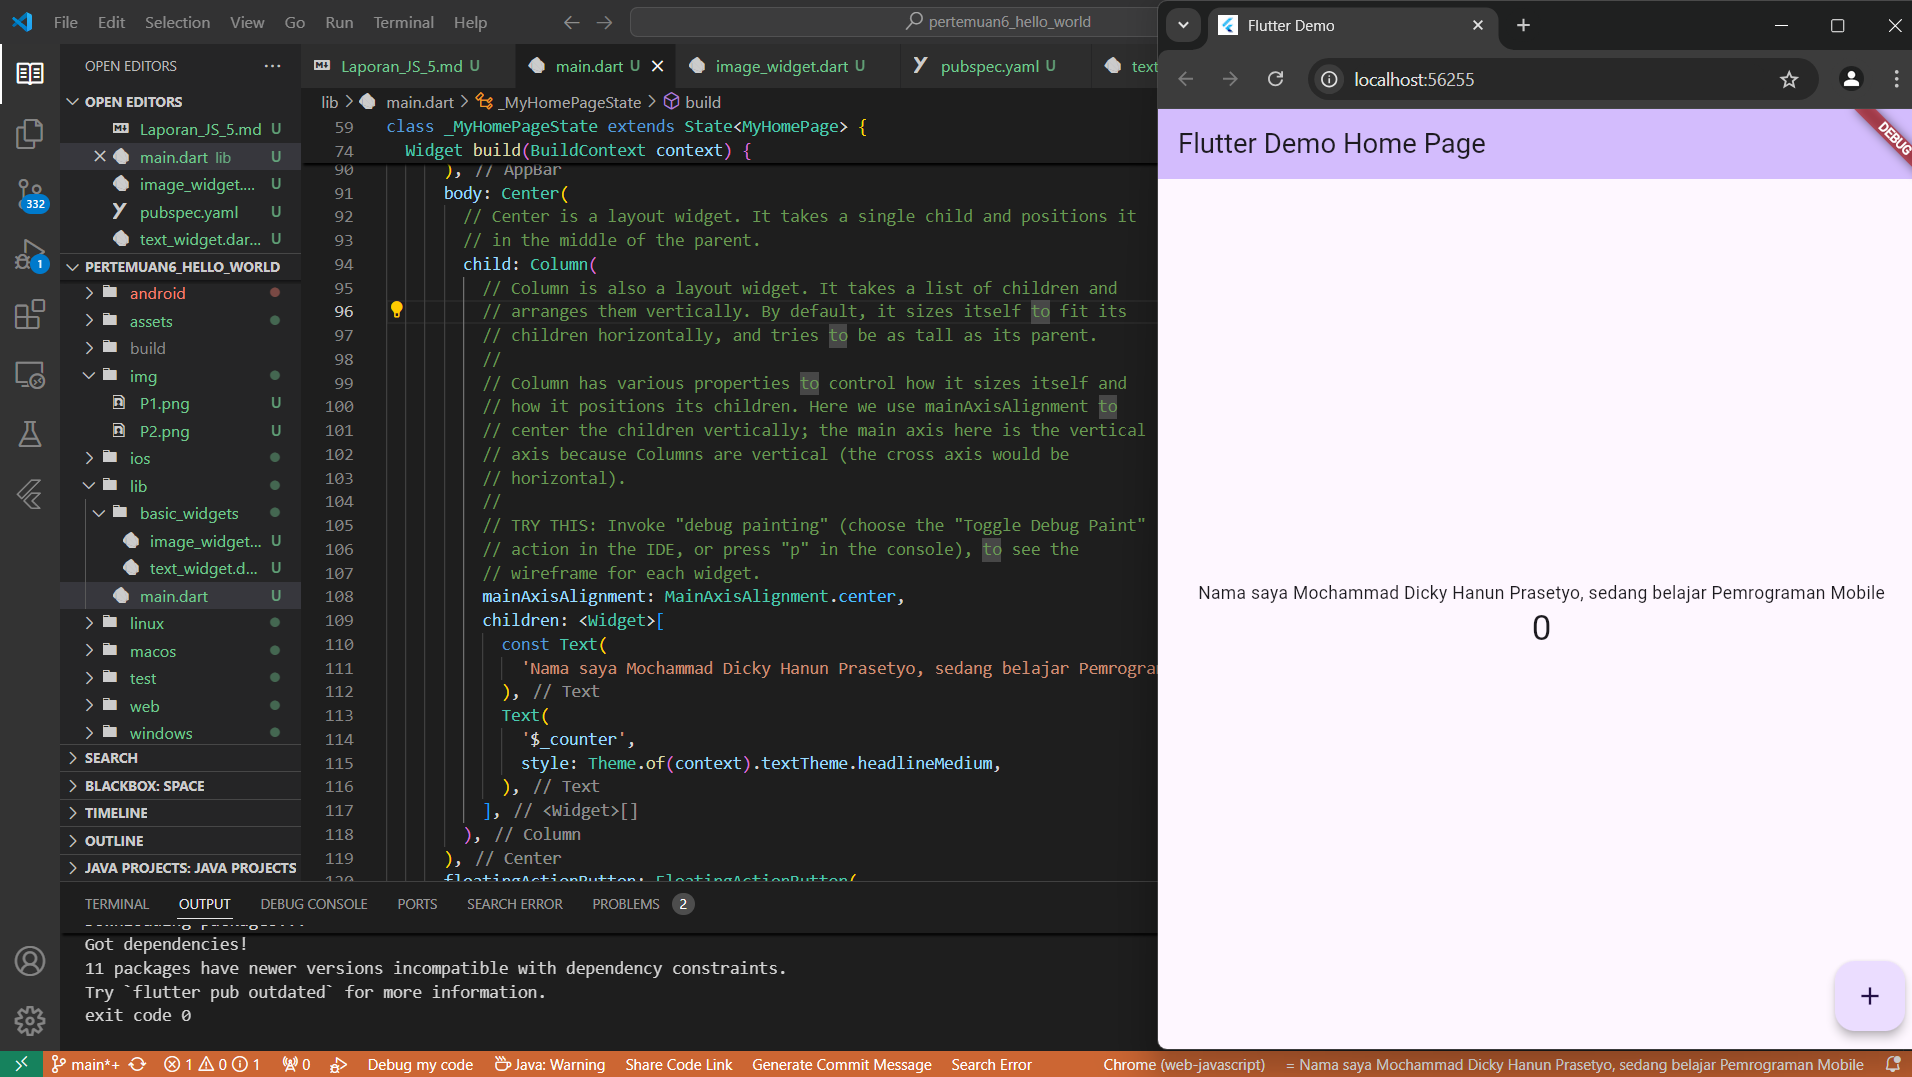 File Edit Selection View Go Run Terminal Help
pertemuan6_hello_world
OPEN EDITORS
OPEN EDITORS
Laporan_JS_5.md U
main.dart lib U
image_widget.... U
pubspec.yaml U
text_widget.dar... U
PERTEMUAN6_HELLO_WORLD
android
assets
build
img
P1.png U
P2.png U
ios
lib
basic_widgets
image_widget... U
text_widget.d... U
main.dart U
linux
macos
test
web
windows
SEARCH
BLACKBOX: SPACE
TIMELINE
OUTLINE
JAVA PROJECTS: JAVA PROJECTS
332
1
Laporan_JS_5.md U main.dart U image_widget.dart U pubspec.yaml U text
lib > main.dart > _MyHomePageState > build
59 class _MyHomePageState extends State<MyHomePage> {
74 Widget build(BuildContext context) {
90 ), // AppBar
91 body: Center(
92 // Center is a layout widget. It takes a single child and positions it
93 // in the middle of the parent.
94 child: Column(
95 // Column is also a layout widget. It takes a list of children and
96 // arranges them vertically. By default, it sizes itself to fit its
97 // children horizontally, and tries to be as tall as its parent.
98 //
99 // Column has various properties to control how it sizes itself and
100 // how it positions its children. Here we use mainAxisAlignment to
101 // center the children vertically; the main axis here is the vertical
102 // axis because Columns are vertical (the cross axis would be
103 // horizontal).
104 //
105 // TRY THIS: Invoke "debug painting" (choose the "Toggle Debug Paint"
106 // action in the IDE, or press "p" in the console), to see the
107 // wireframe for each widget.
108 mainAxisAlignment: MainAxisAlignment.center,
109 children: <Widget>[
110 const Text(
111 'Nama saya Mochammad Dicky Hanun Prasetyo, sedang belajar Pemrogram
112 ), // Text
113 Text(
114 '$_counter',
115 style: Theme.of(context).textTheme.headlineMedium,
116 ), // Text
117 ], // <Widget>[]
118 ), // Column
119 ), // Center
120 floatingActionButton: FloatingActionButton(
TERMINAL OUTPUT DEBUG CONSOLE PORTS SEARCH ERROR PROBLEMS 2
Downloading packages...
Got dependencies!
11 packages have newer versions incompatible with dependency constraints.
Try `flutter pub outdated` for more information.
exit code 0
Flutter Demo
localhost:56255
Flutter Demo Home Page
DEBUG
Nama saya Mochammad Dicky Hanun Prasetyo, sedang belajar Pemrograman Mobile
0
+
main*+ 1 0 1 0 Debug my code Java: Warning Share Code Link Generate Commit Message Search Error Chrome (web-javascript) = Nama saya Mochammad Dicky Hanun Prasetyo, sedang belajar Pemrograman Mobile